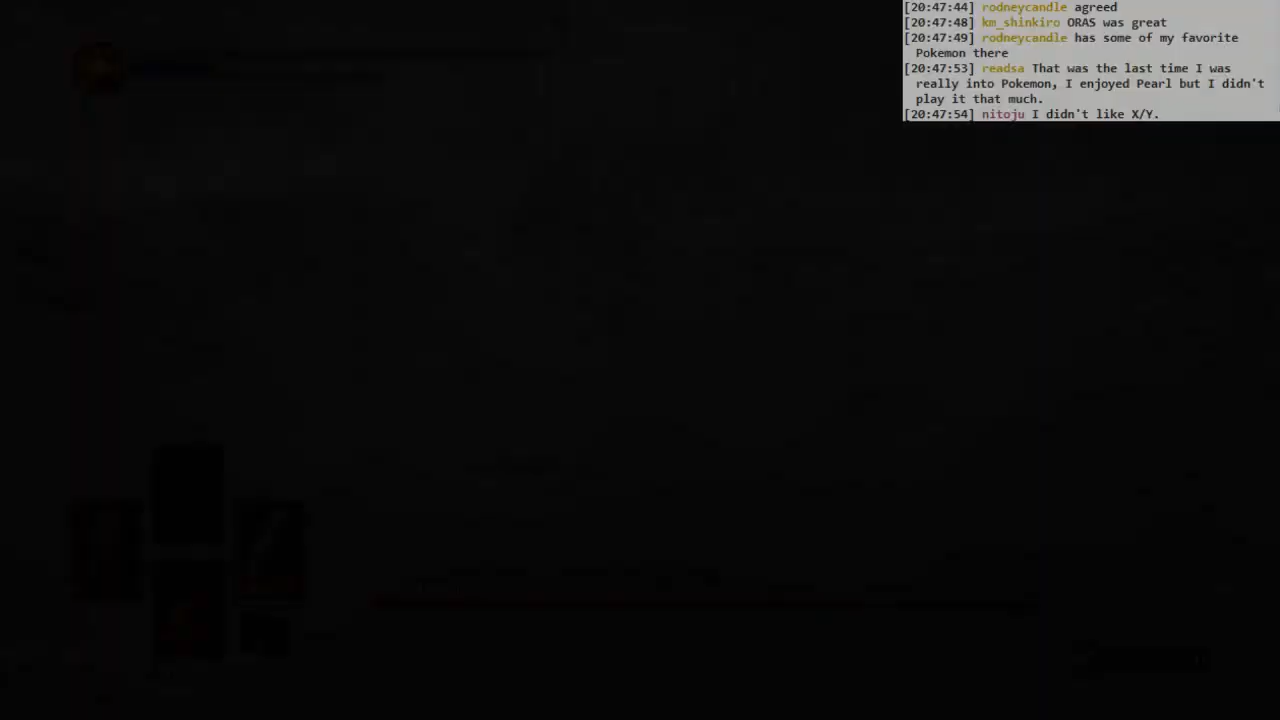 [20:47:44] rodneycandle agreed
[20:47:48] km_shinkiro ORAS was great
[20:47:49] rodneycandle has some of my favorite
Pokemon there
[20:47:53] readsa That was the last time I was
really into Pokemon, I enjoyed Pearl but I didn't
play it that much.
[20:47:54] nitoju I didn't like X/Y.